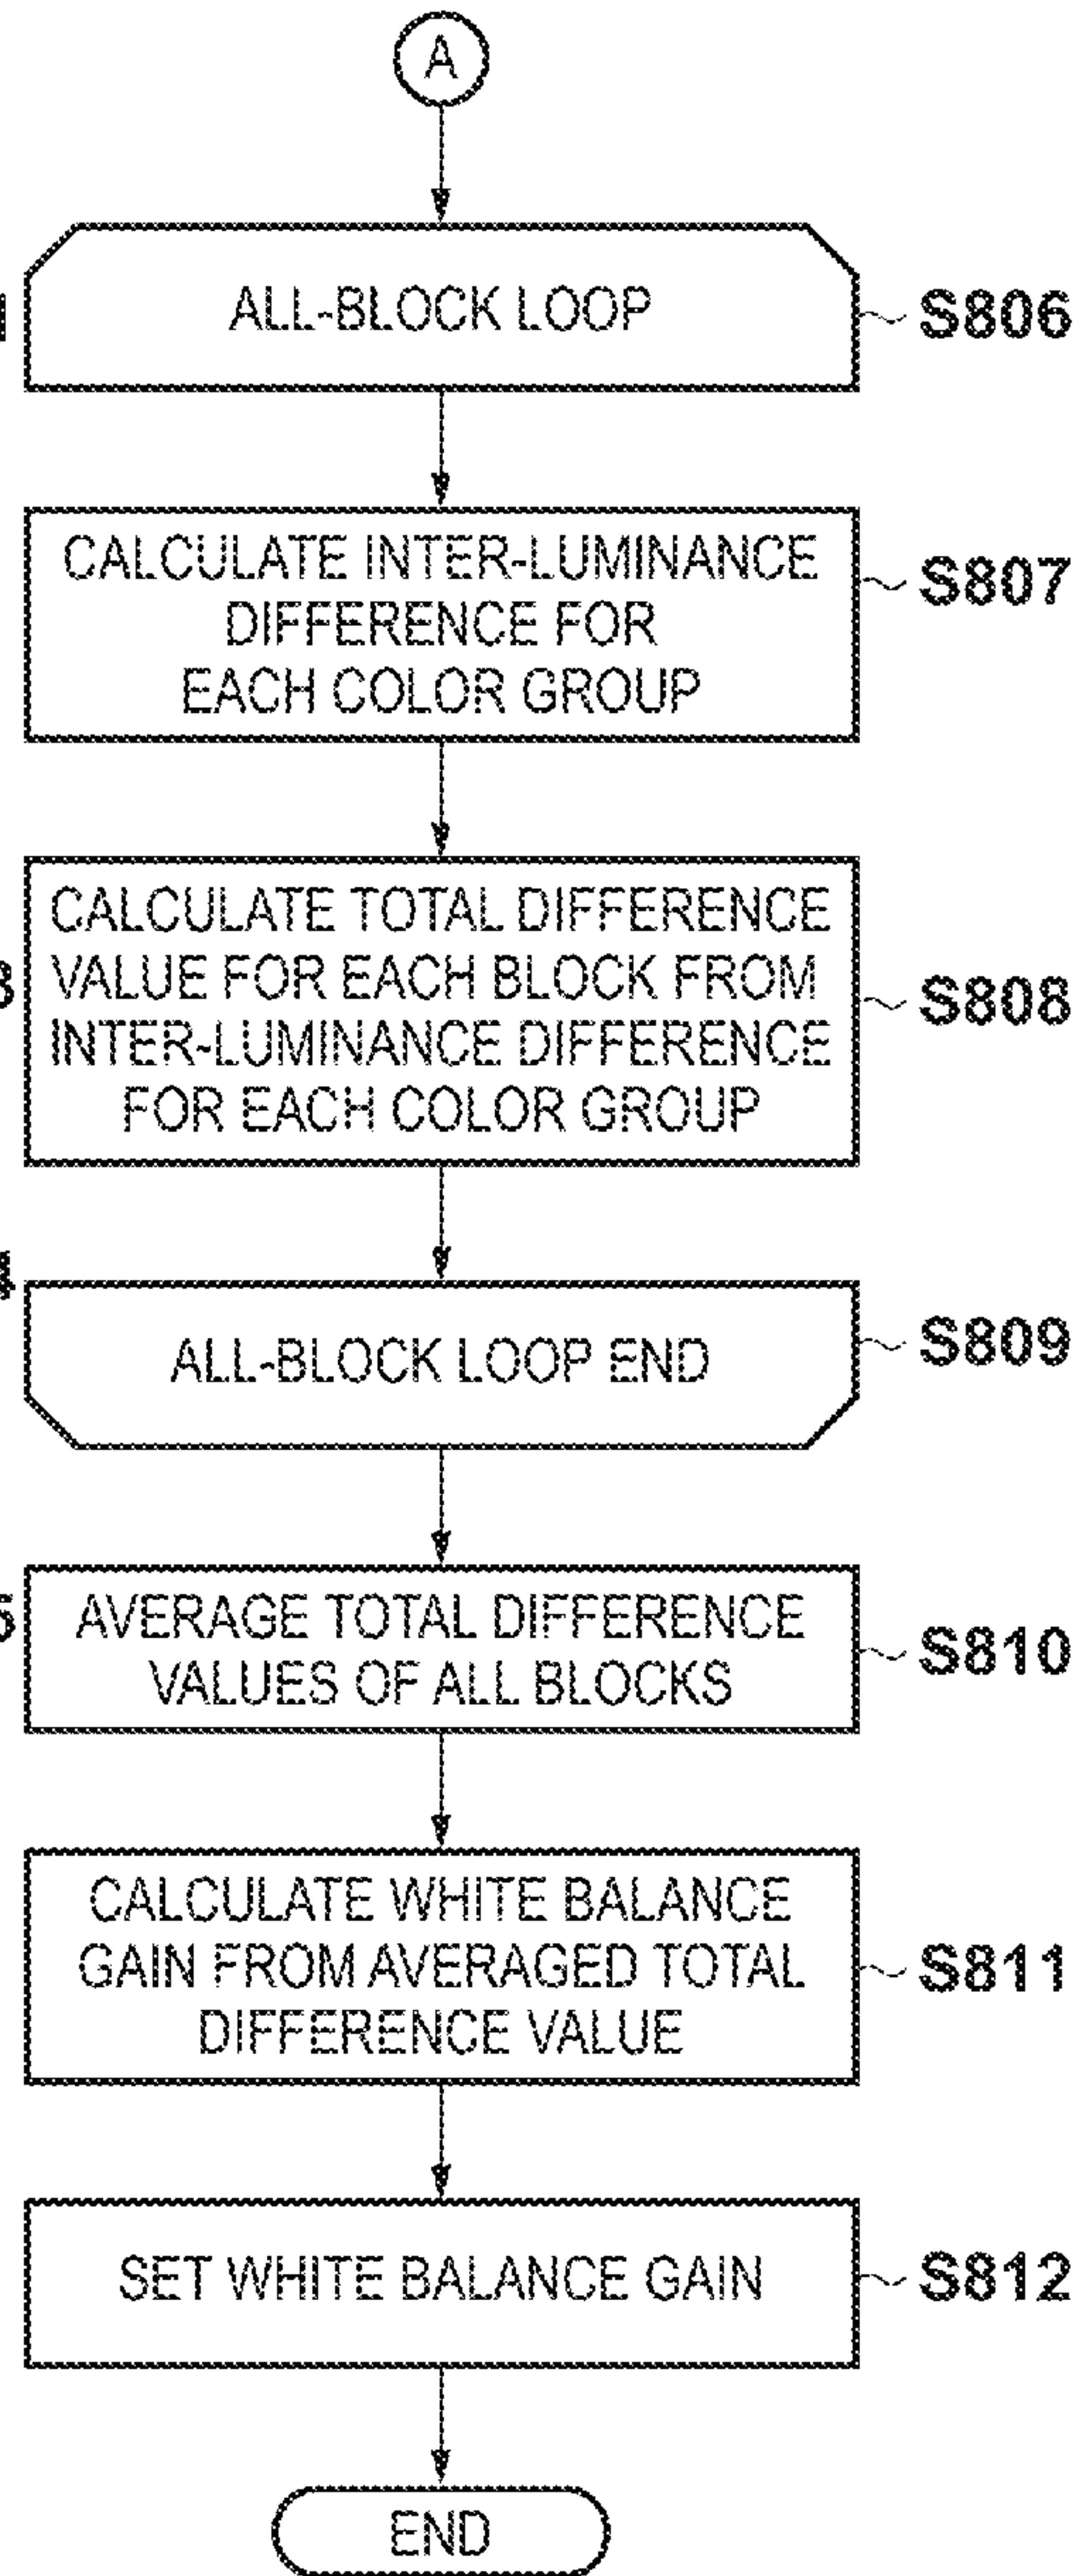 A
ALL-BLOCK LOOP
S806
CALCULATE INTER-LUMINANCE
DIFFERENCE FOR
EACH COLOR GROUP
S807
CALCULATE TOTAL DIFFERENCE
VALUE FOR EACH BLOCK FROM
INTER-LUMINANCE DIFFERENCE
FOR EACH COLOR GROUP
S808
ALL-BLOCK LOOP END
S809
AVERAGE TOTAL DIFFERENCE
VALUES OF ALL BLOCKS
S810
CALCULATE WHITE BALANCE
GAIN FROM AVERAGED TOTAL
DIFFERENCE VALUE
S811
SET WHITE BALANCE GAIN
S812
END